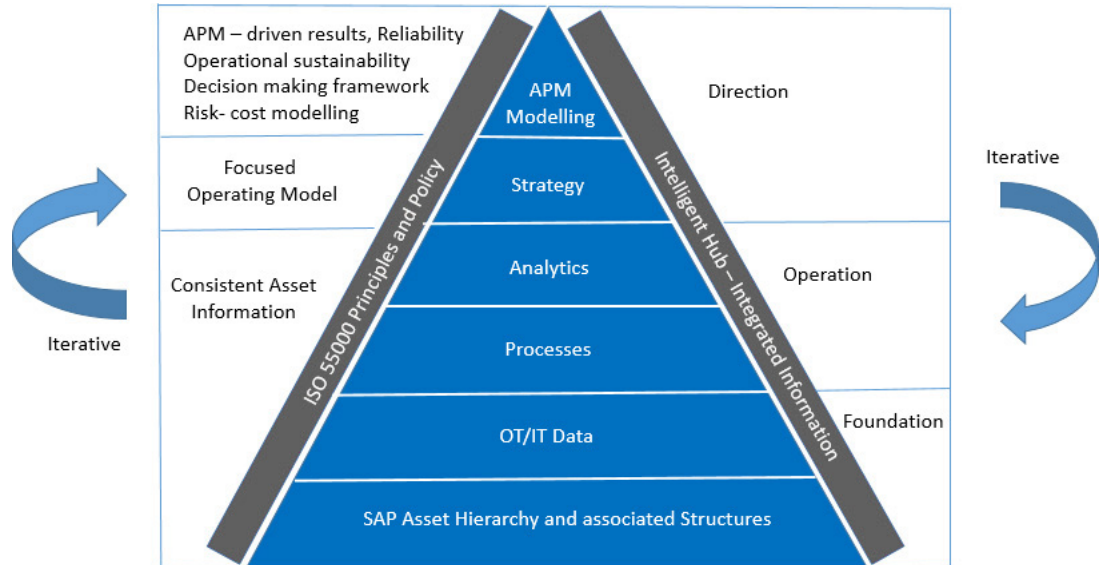 APM – driven results, Reliability
Operational sustainability
Decision making framework
Risk- cost modelling
Focused
Operating Model
Consistent Asset
Information
Iterative
ISO 55000 Principles and Policy
APM
Modelling
Strategy
Analytics
Processes
OT/IT Data
SAP Asset Hierarchy and associated Structures
Intelligent Hub – Integrated Information
Direction
Operation
Foundation
Iterative